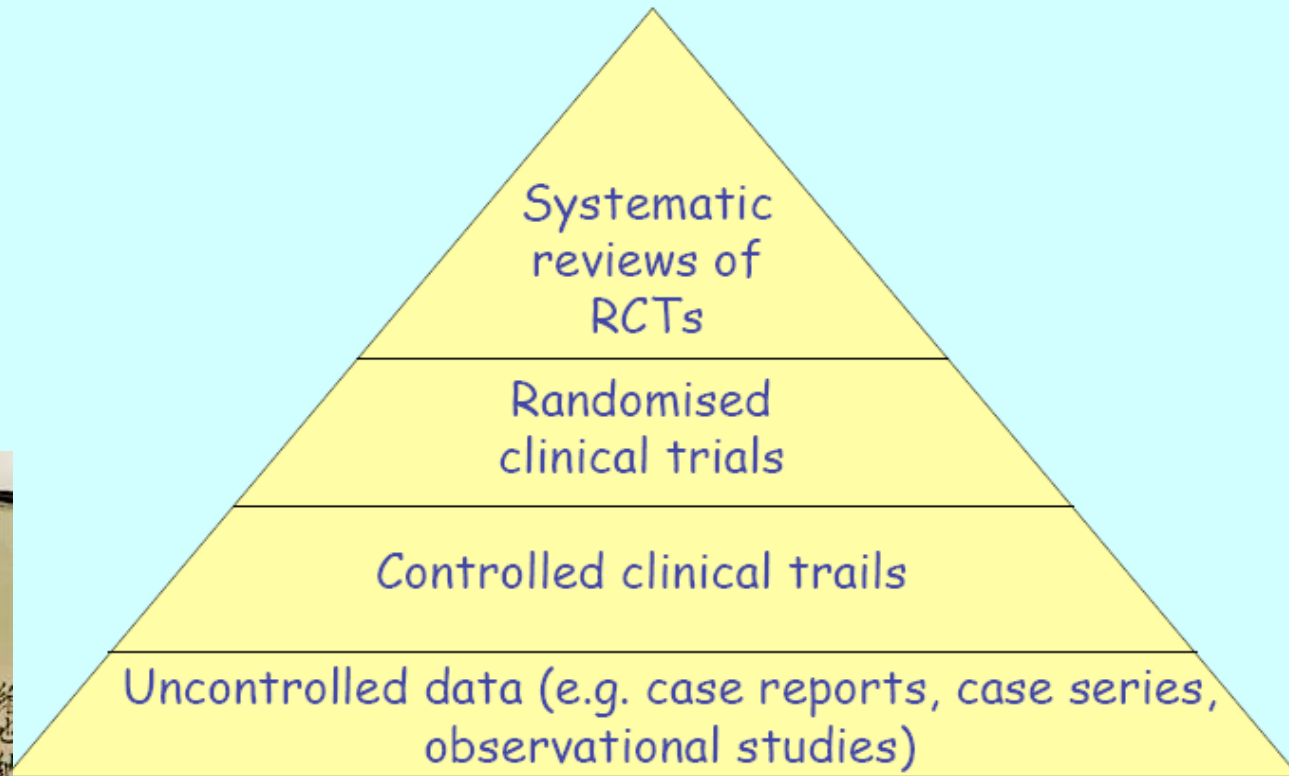 Systematic
reviews of
RCTs
Randomised
clinical trials
Controlled clinical trails
Uncontrolled data (e.g. case reports, case series,
observational studies)